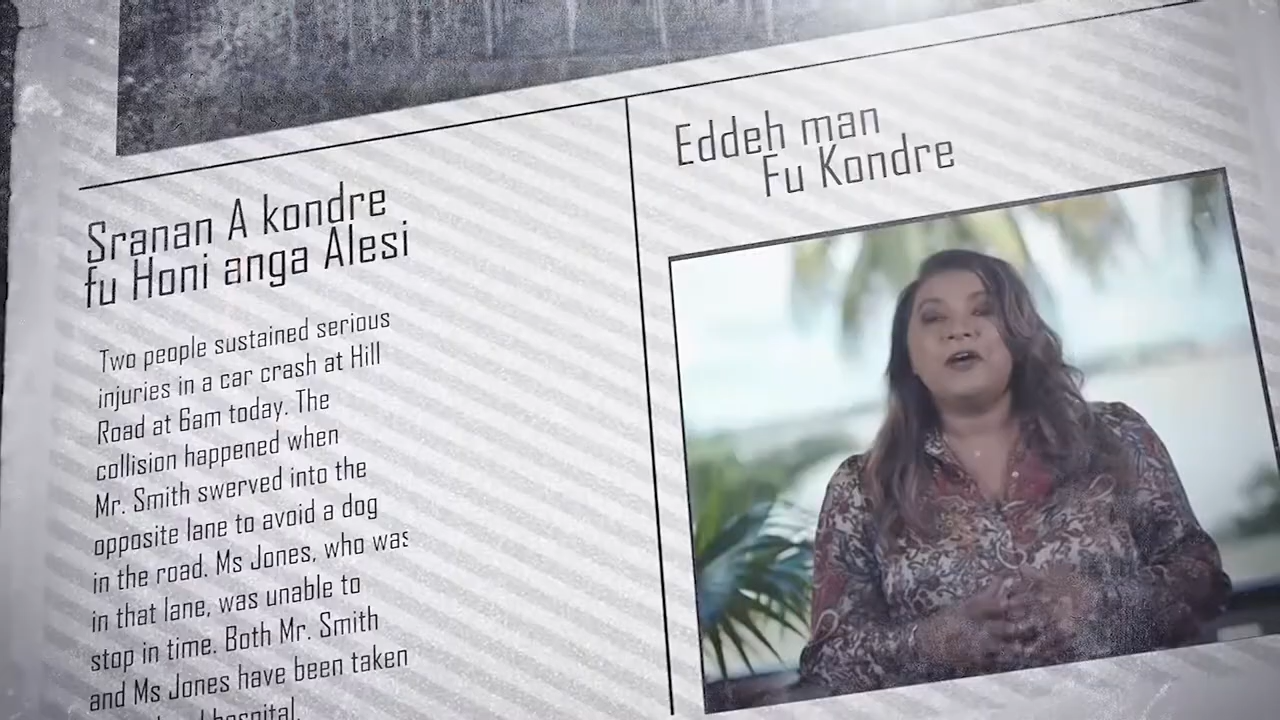 Sranan A kondre
fu Honi anga Alesi
Two people sustained serious
injuries in a car crash at Hill
Road at 6am today. The
collision happened when
Mr. Smith swerved into the
opposite lane to avoid a dog
in the road. Ms Jones, who was
in that lane, was unable to
stop in time. Both Mr. Smith
and Ms Jones have been taken
hospital.
Eddeh man
Fu Kondre